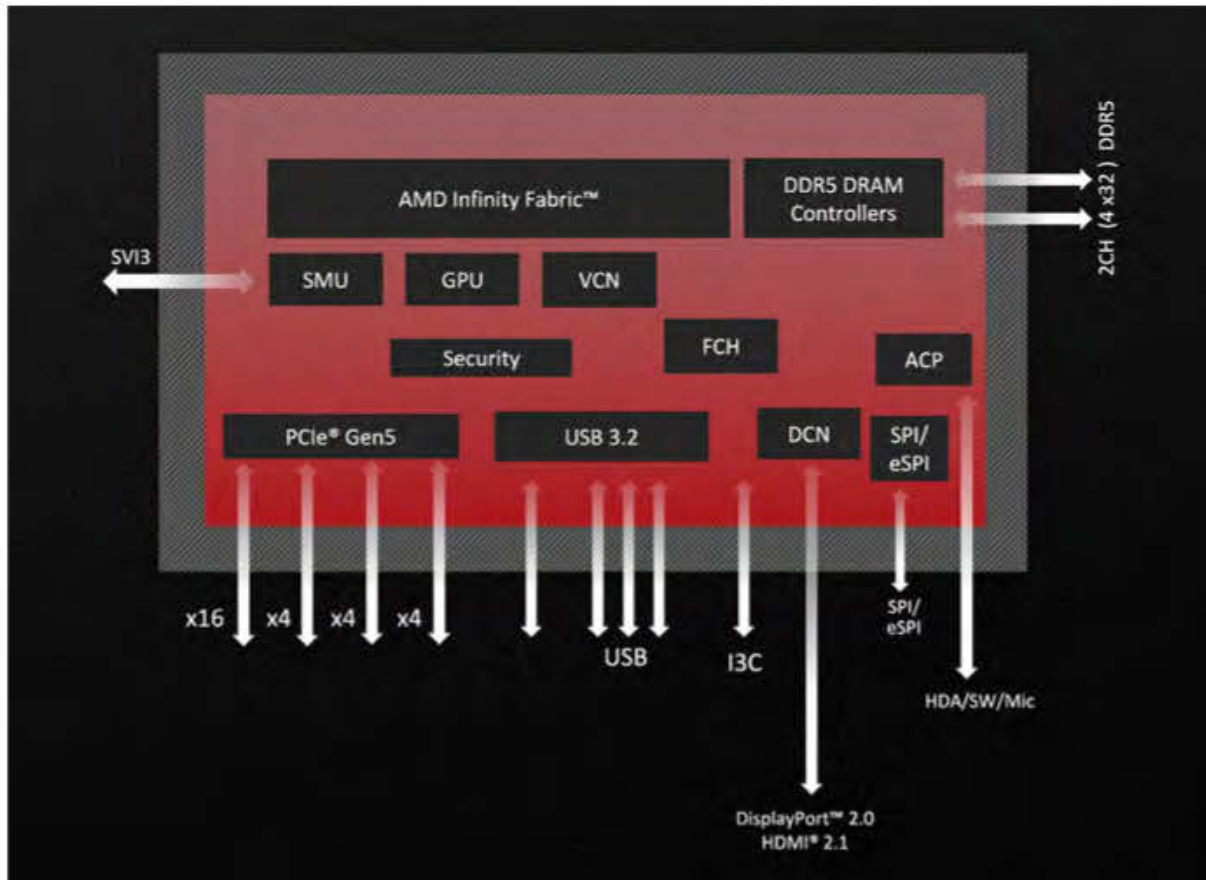 AMD Infinity Fabric™
DDR5 DRAM
Controllers
2CH (4 x32) DDR5
SVI3
SMU
GPU
VCN
Security
FCH
ACP
PCIe® Gen5
USB 3.2
DCN
SPI/
eSPI
x16
x4
x4
x4
USB
I3C
SPI/
eSPI
HDA/SW/Mic
DisplayPort™ 2.0
HDMI® 2.1